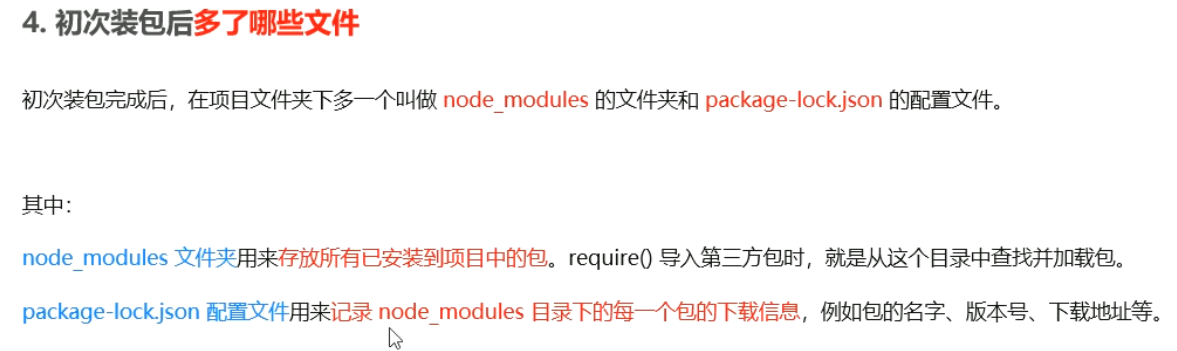 4. 初次装包后多了哪些文件
初次装包完成后，在项目文件夹下多一个叫做 node_modules 的文件夹和 package-lock.json 的配置文件。
其中：
node_modules 文件夹用来存放所有已安装到项目中的包。require() 导入第三方包时，就是从这个目录中查找并加载包。
package-lock.json 配置文件用来记录 node_modules 目录下的每一个包的下载信息，例如包的名字、版本号、下载地址等。